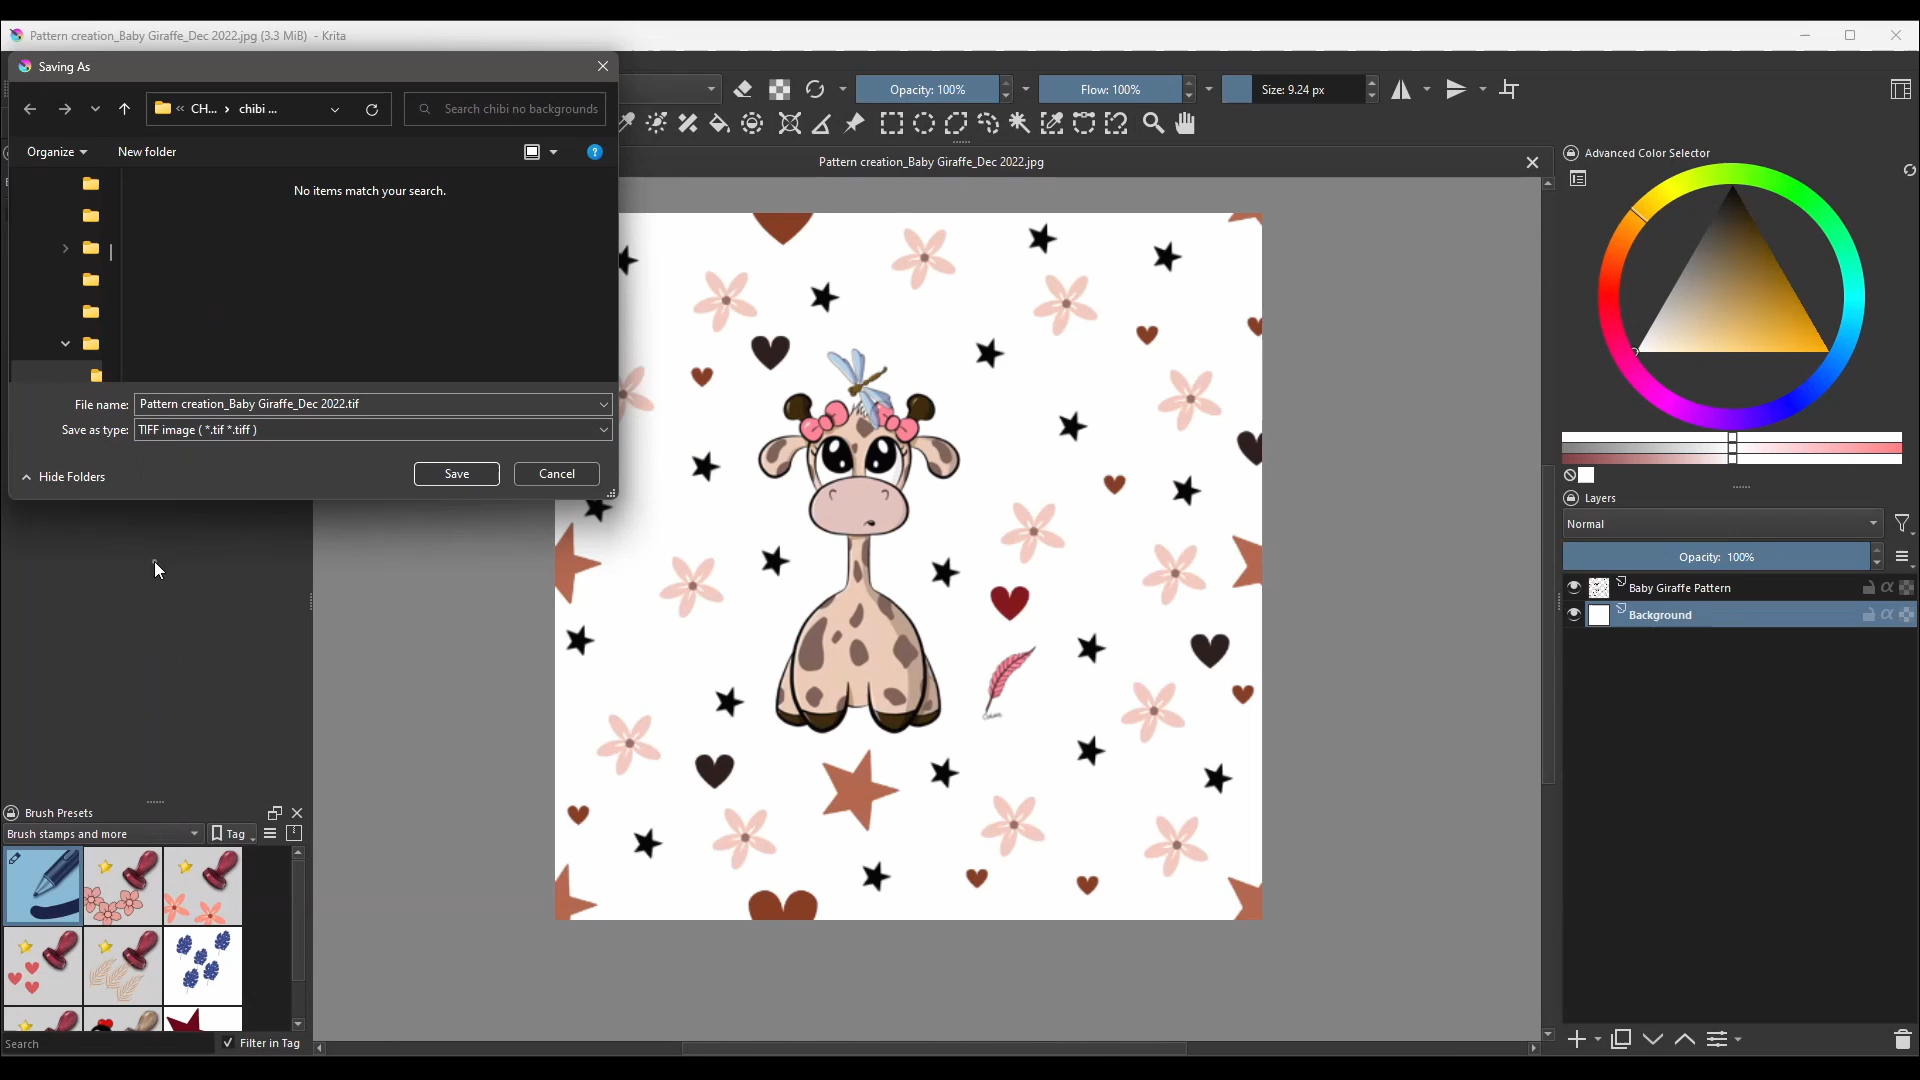 Pattern creation_Baby Giraffe_Dec 2022.jpg (3.3 MiB) - Krita
Saving As
Opacity: 100%
Flow: 100%
Size: 9.24 px
« CH... › chibi ...
Search chibi no backgrounds
Organize
New folder
Pattern creation_Baby Giraffe_Dec 2022.jpg
Advanced Color Selector
No items match your search.
File name: Pattern creation_Baby Giraffe_Dec 2022.tif
Save as type: TIFF image ( *.tif *.tiff )
Hide Folders
Save
Cancel
Layers
Normal
Opacity: 100%
Baby Giraffe Pattern
Background
Brush Presets
Brush stamps and more
Tag
Search
Filter in Tag